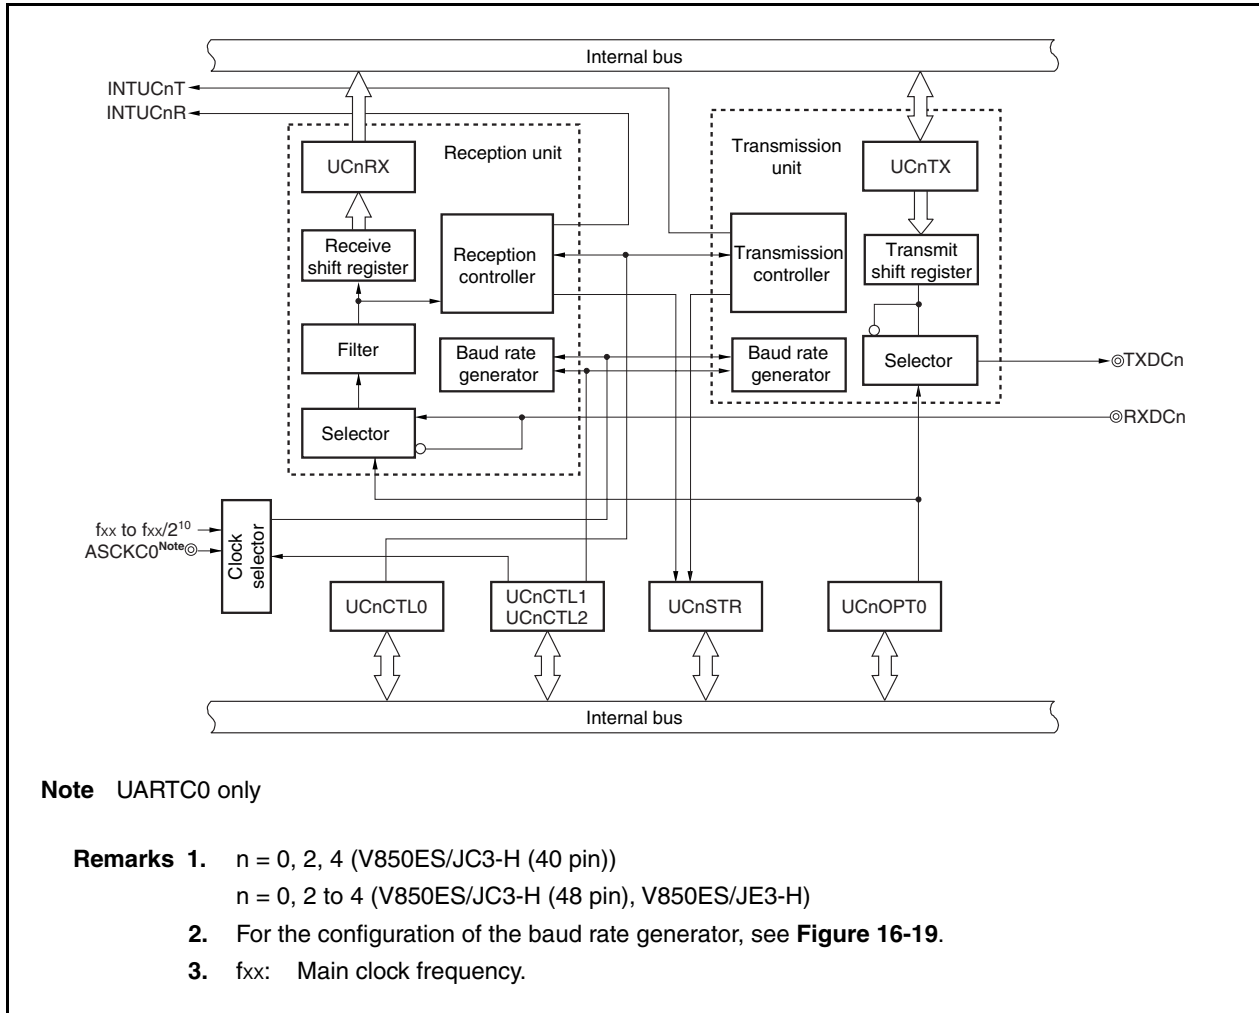 Internal bus
INTUCnT
INTUCnR
Reception unit
UCnRX
Receive
shift register
Reception
controller
Filter
Baud rate
generator
Selector
Transmission
unit
UCnTX
Transmission
controller
Transmit
shift register
Baud rate
generator
Selector
TXDCn
RXDCn
fxx to fxx/2¹⁰
ASCKC0Note
Clock
selector
UCnCTL0
UCnCTL1
UCnCTL2
UCnSTR
UCnOPT0
Internal bus
Note UARTC0 only
Remarks 1. n = 0, 2, 4 (V850ES/JC3-H (40 pin))
n = 0, 2 to 4 (V850ES/JC3-H (48 pin), V850ES/JE3-H)
2. For the configuration of the baud rate generator, see Figure 16-19.
3. fxx: Main clock frequency.